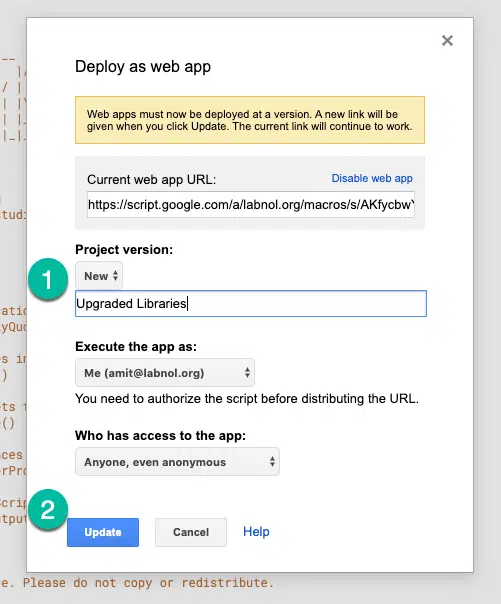 Deploy as web app
Web apps must now be deployed at a version. A new link will be
given when you click Update. The current link will continue to work.
Current web app URL:
Disable web app
https://script.google.com/a/labnol.org/macros/s/AKfycbw
Project version:
1
New
Upgraded Libraries
Execute the app as:
Me (amit@labnol.org)
You need to authorize the script before distributing the URL.
Who has access to the app:
Anyone, even anonymous
2
Update
Cancel
Help
e. Please do not copy or redistribute.